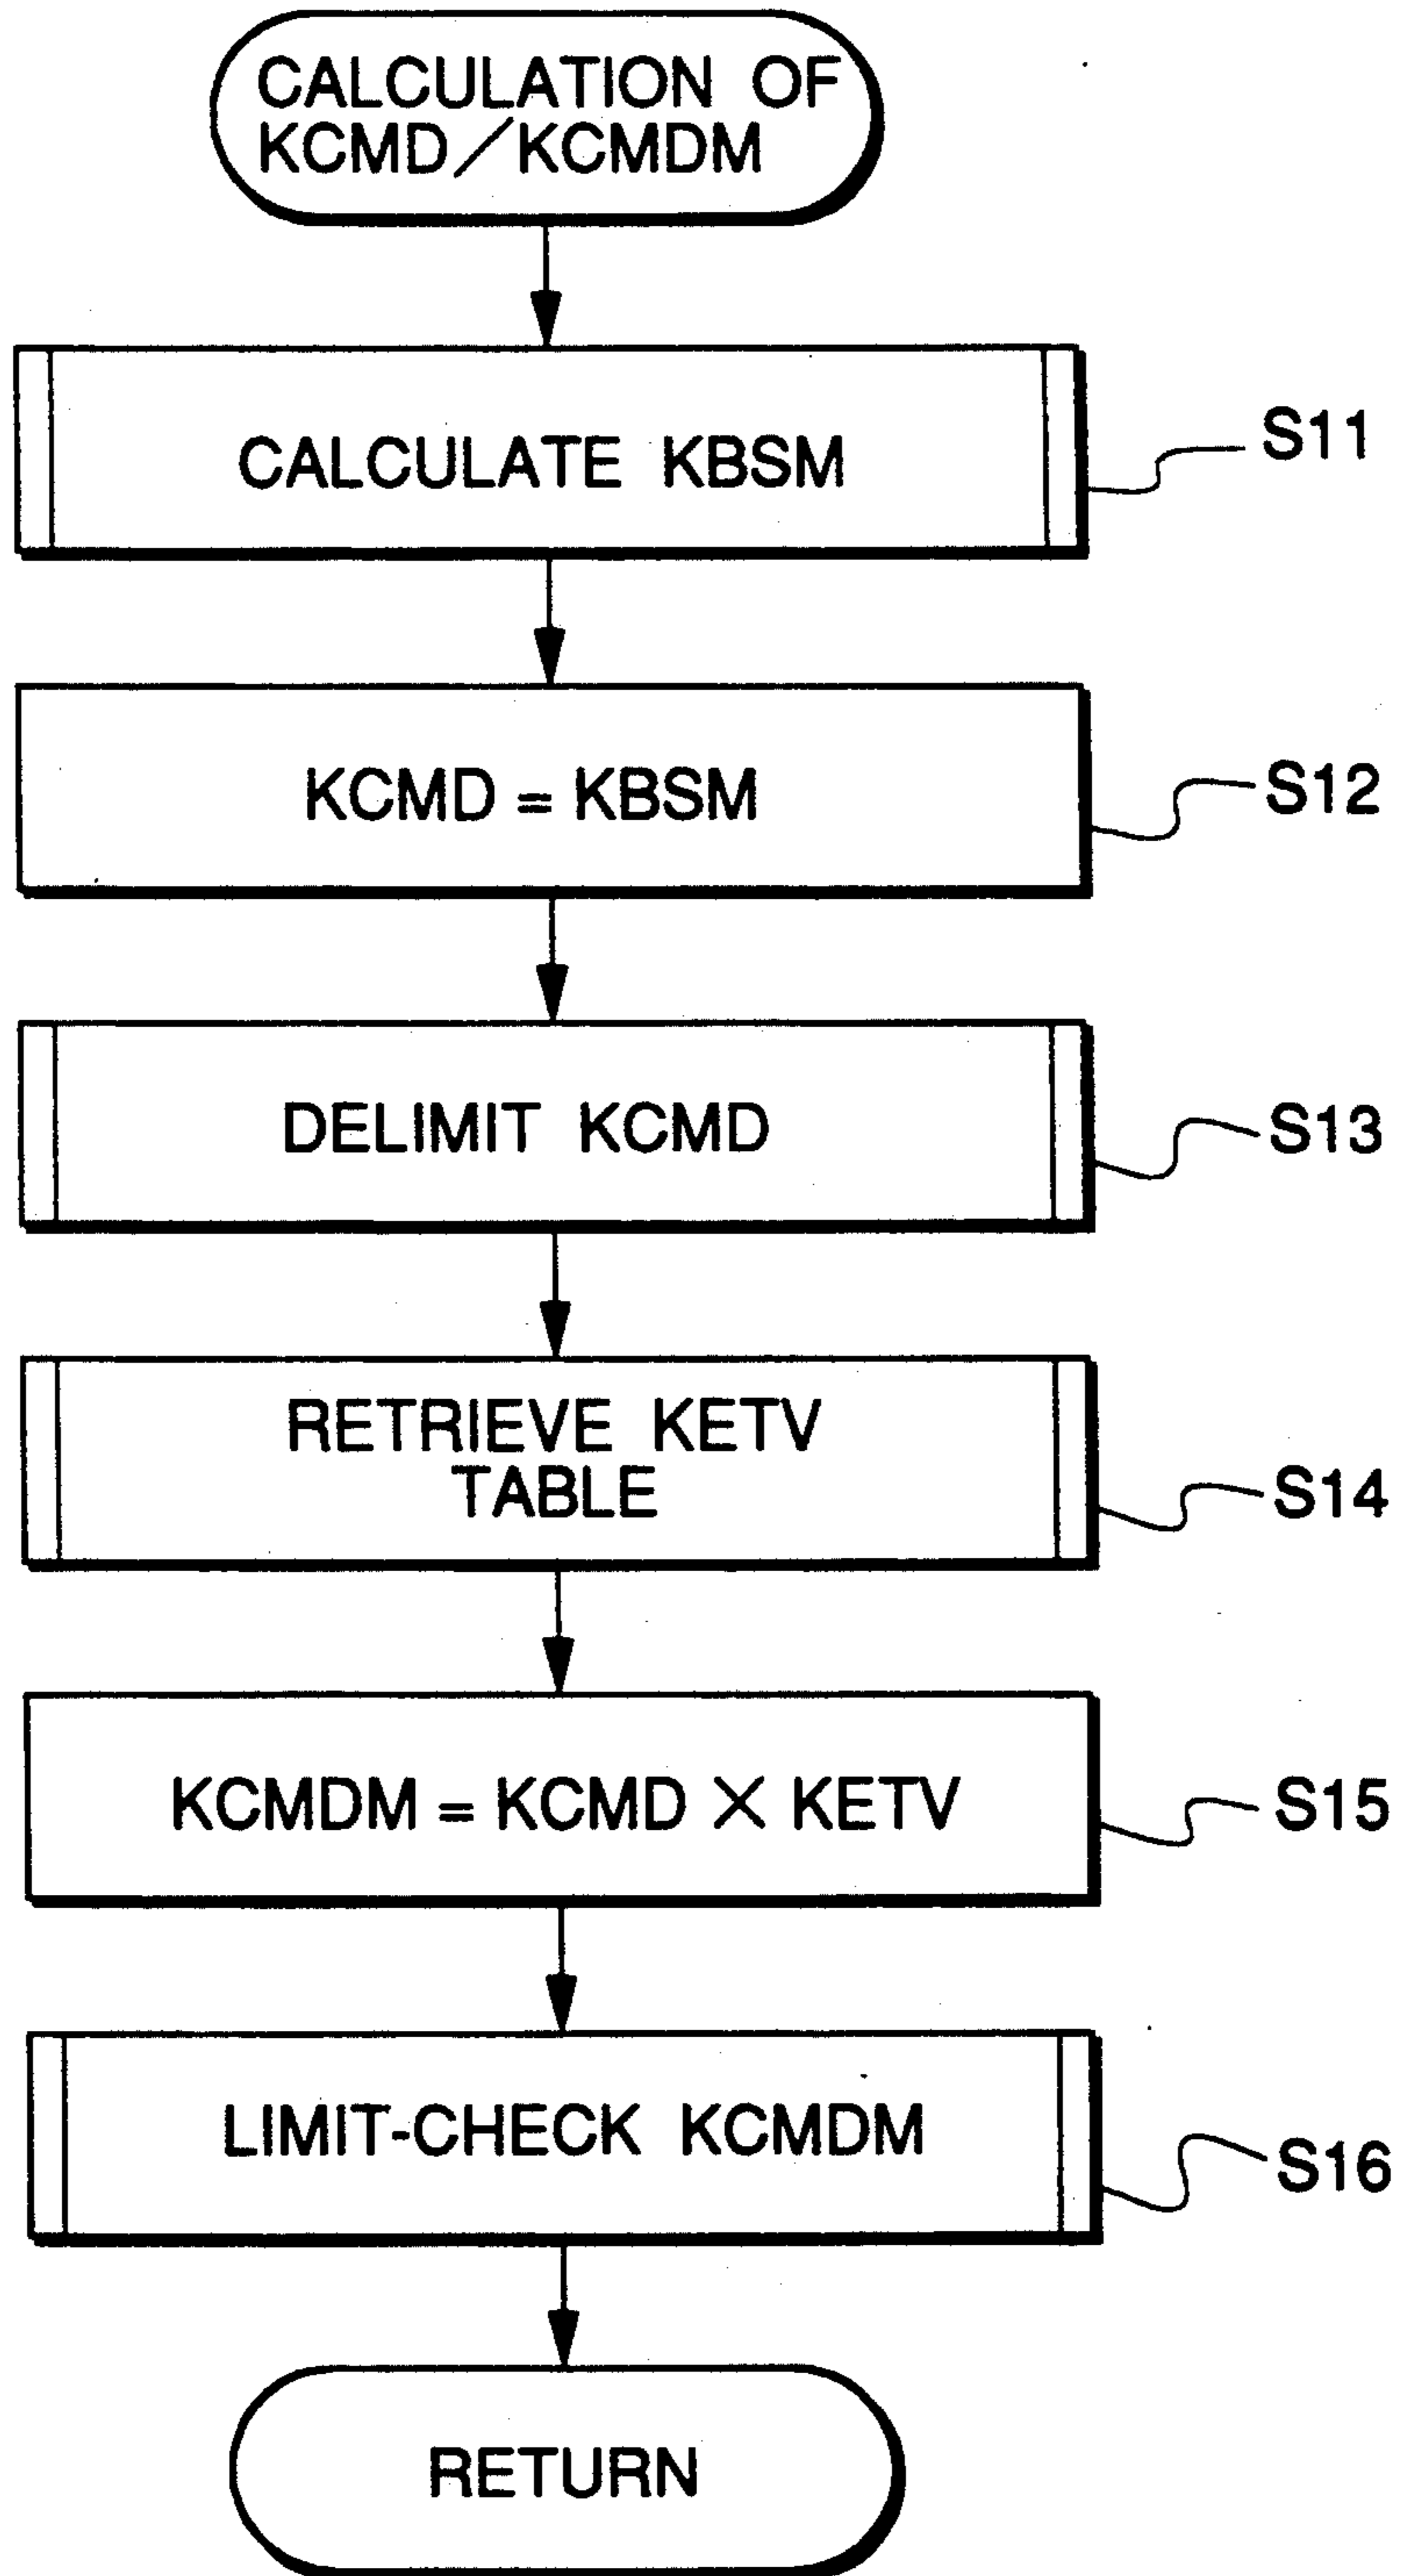 CALCULATION OF
KCMD/KCMDM
CALCULATE KBSM
S11
KCMD = KBSM
S12
DELIMIT KCMD
S13
RETRIEVE KETV
TABLE
S14
KCMDM = KCMD × KETV
S15
LIMIT-CHECK KCMDM
S16
RETURN